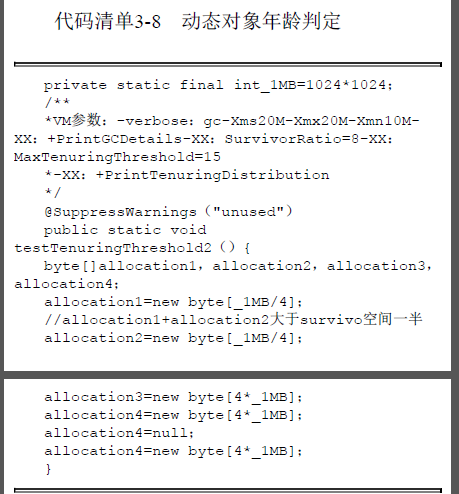 代码清单3-8 动态对象年龄判定
private static final int_1MB=1024*1024；
/**
*VM参数：-verbose：gc-Xms20M-Xmx20M-Xmn10M-
XX：+PrintGCDetails-XX：SurvivorRatio=8-XX：
MaxTenuringThreshold=15
*-XX：+PrintTenuringDistribution
*/
@SuppressWarnings（"unused"）
public static void
testTenuringThreshold2（）{
byte[]allocation1，allocation2，allocation3，
allocation4；
allocation1=new byte[_1MB/4]；
//allocation1+allocation2大于survivo空间一半
allocation2=new byte[_1MB/4]；
allocation3=new byte[4*_1MB]；
allocation4=new byte[4*_1MB]；
allocation4=null；
allocation4=new byte[4*_1MB]；
}